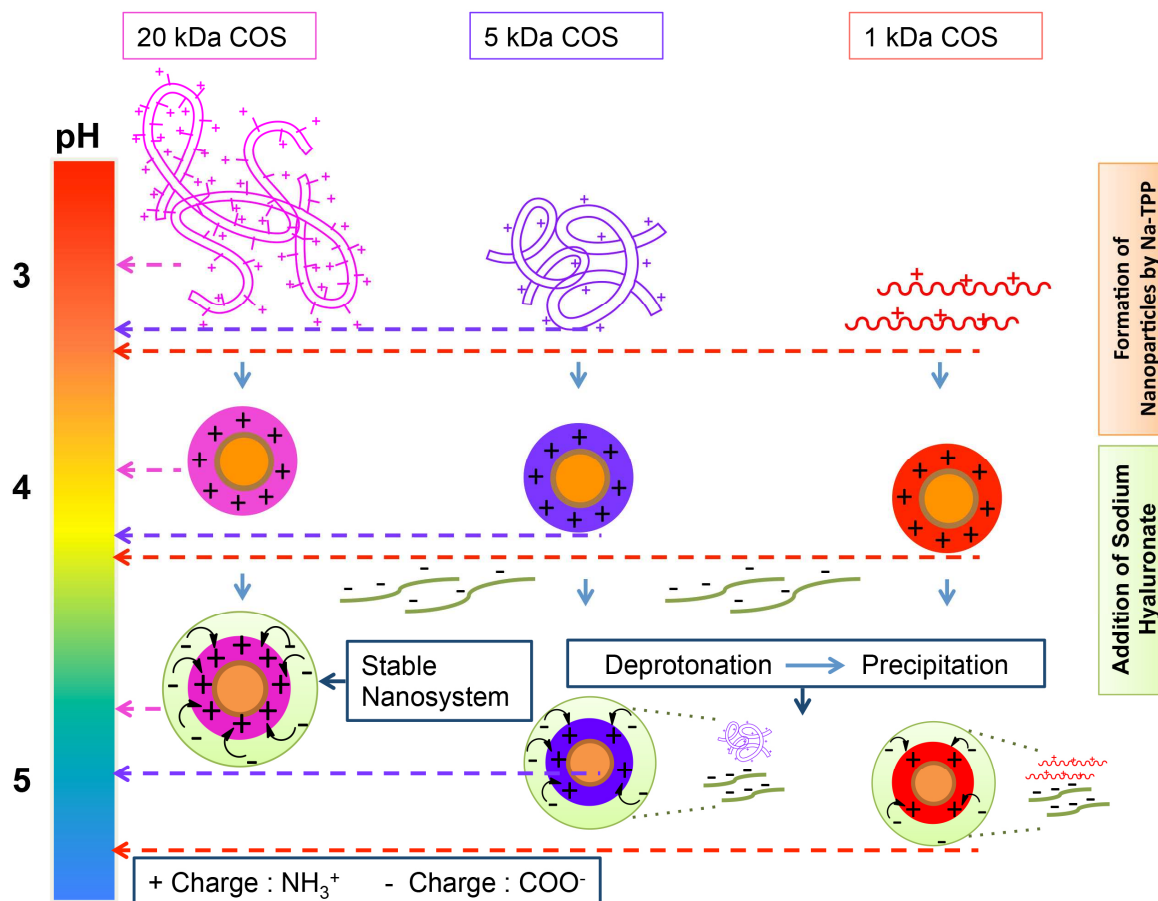 20 kDa COS
5 kDa COS
1 kDa COS
pH
3
4
5
Formation of
Nanoparticles by Na-TPP
Addition of Sodium
Hyaluronate
Stable
Nanosystem
Deprotonation
Precipitation
+ Charge : NH₃⁺ - Charge : COO⁻